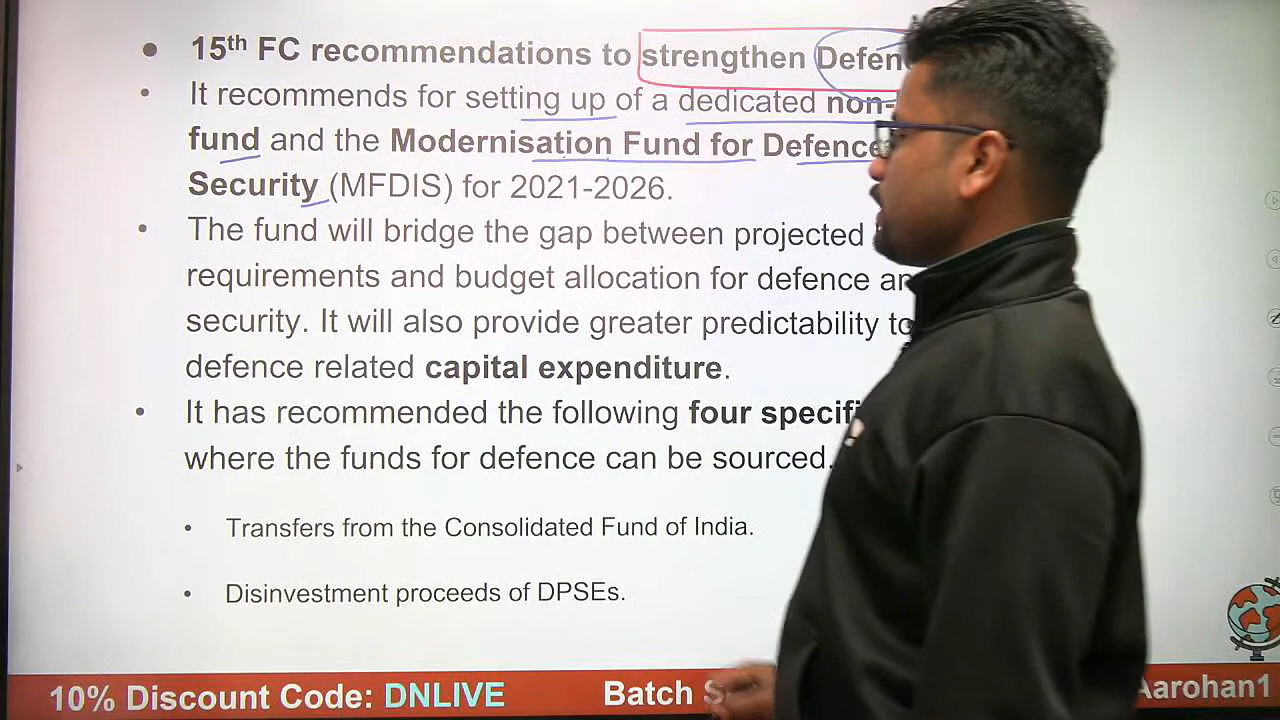 15th FC recommendations to strengthen Defen
It recommends for setting up of a dedicated non-
fund and the Modernisation Fund for Defence
Security (MFDIS) for 2021-2026.
The fund will bridge the gap between projected
requirements and budget allocation for defence an
security. It will also provide greater predictability to
defence related capital expenditure.
It has recommended the following four specifi
where the funds for defence can be sourced.
Transfers from the Consolidated Fund of India.
Disinvestment proceeds of DPSEs.
10% Discount Code: DNLIVE Batch S Aarohan1